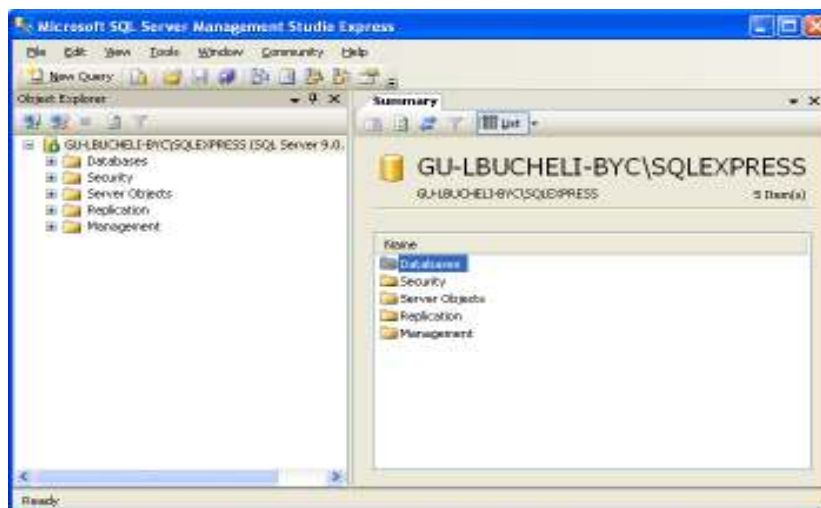 Microsoft SQL Server Management Studio Express
File Edit View Tools Window Community Help
New Query
Object Explorer
GU-LBUCHELI-BYC\SQLEXPRESS (SQL Server 9.0.
Databases
Security
Server Objects
Replication
Management
Summary
List
GU-LBUCHELI-BYC\SQLEXPRESS
GU-LBUCHELI-BYC\SQLEXPRESS 5 Item(s)
Name
Databases
Security
Server Objects
Replication
Management
Ready